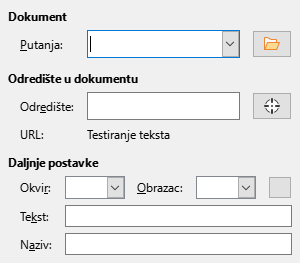 Dokument
Putanja:
Odredište u dokumentu
Odredište:
URL: Testiranje teksta
Daljnje postavke
Okvir: Obrazac:
Tekst:
Naziv: